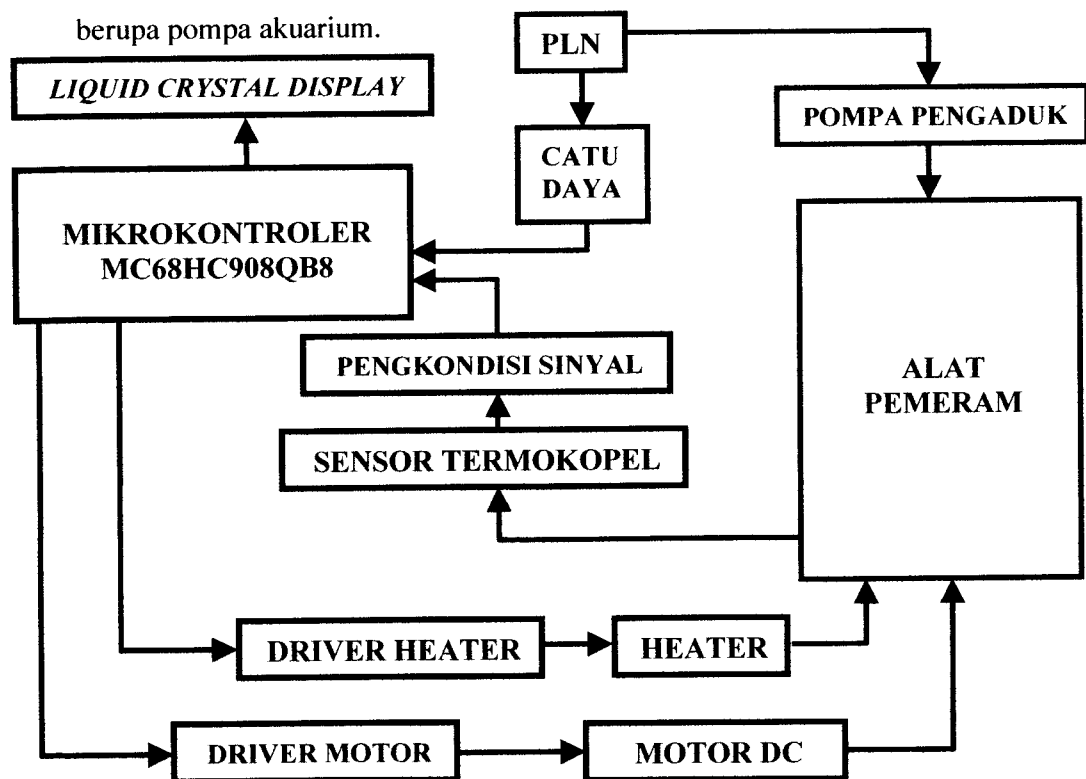 berupa pompa akuarium.
PLN
LIQUID CRYSTAL DISPLAY
POMPA PENGADUK
CATU
DAYA
MIKROKONTROLER
MC68HC908QB8
PENGKONDISI SINYAL
ALAT
PEMERAM
SENSOR TERMOKOPEL
DRIVER HEATER
HEATER
DRIVER MOTOR
MOTOR DC